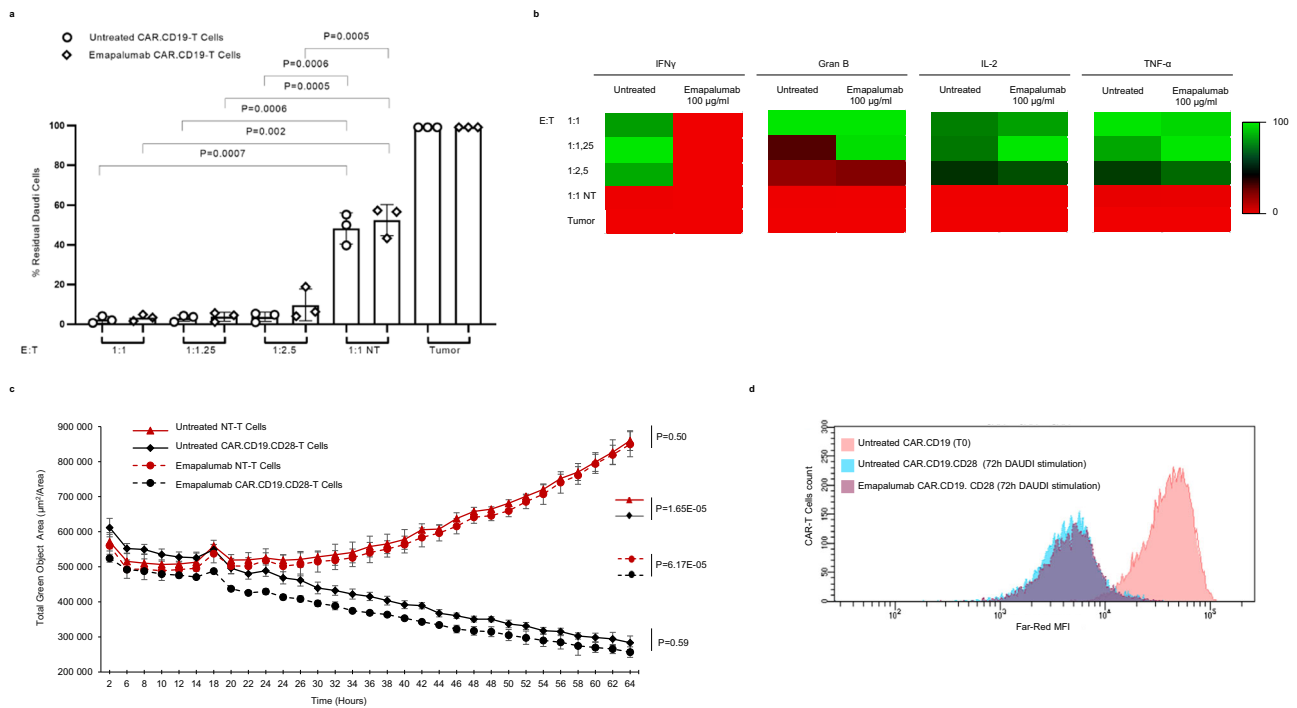 a
Untreated CAR.CD19-T Cells
Emapalumab CAR.CD19-T Cells
P=0.0005
P=0.0006
P=0.0005
P=0.0006
P=0.002
P=0.0007
% Residual Daudi Cells
100
80
60
40
20
0
E:T 1:1 1:1.25 1:2.5 1:1 NT Tumor
b
IFNγ Gran B IL-2 TNF-α
Untreated Emapalumab 100 µg/ml Untreated Emapalumab 100 µg/ml Untreated Emapalumab 100 µg/ml Untreated Emapalumab 100 µg/ml
E:T 1:1
1:1,25
1:2,5
1:1 NT
Tumor
100
0
c
Untreated NT-T Cells
Untreated CAR.CD19.CD28-T Cells
Emapalumab NT-T Cells
Emapalumab CAR.CD19.CD28-T Cells
Total Green Object Area (µm²/Area)
900 000
800 000
700 000
600 000
500 000
400 000
300 000
200 000
2 6 8 10 12 14 18 20 22 24 24 26 28 30 32 34 36 38 40 42 44 46 48 48 50 52 54 56 58 60 62 64
Time (Hours)
P=0.50
P=1.65E-05
P=6.17E-05
P=0.59
d
Untreated CAR.CD19 (T0)
Untreated CAR.CD19.CD28 (72h DAUDI stimulation)
Emapalumab CAR.CD19. CD28 (72h DAUDI stimulation)
CAR-T Cells count
300
250
200
150
100
50
0
10² 10³ 10⁴ 10⁵
Far-Red MFI